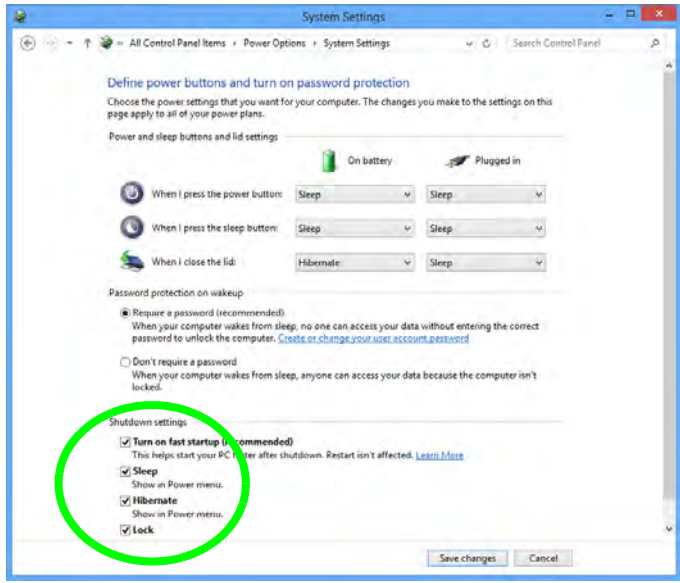 System Settings
« All Control Panel Items › Power Options › System Settings
Search Control Panel
Define power buttons and turn on password protection
Choose the power settings that you want for your computer. The changes you make to the settings on this
page apply to all of your power plans.
Power and sleep buttons and lid settings
On battery Plugged in
When I press the power button: Sleep Sleep
When I press the sleep button: Sleep Sleep
When I close the lid: Hibernate Sleep
Password protection on wakeup
Require a password (recommended)
When your computer wakes from sleep, no one can access your data without entering the correct
password to unlock the computer. Create or change your user account password
Don't require a password
When your computer wakes from sleep, anyone can access your data because the computer isn't
locked.
Shutdown settings
Turn on fast startup (recommended)
This helps start your PC faster after shutdown. Restart isn't affected. Learn More
Sleep
Show in Power menu.
Hibernate
Show in Power menu.
Lock
Save changes Cancel